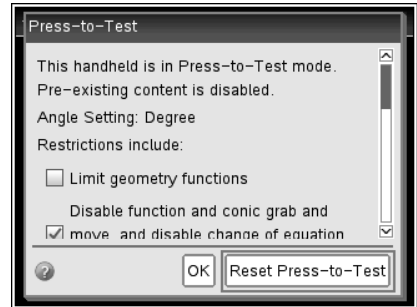 Press-to-Test
This handheld is in Press-to-Test mode.
Pre-existing content is disabled.
Angle Setting: Degree
Restrictions include:
Limit geometry functions
Disable function and conic grab and
move, and disable change of equation
OK Reset Press-to-Test